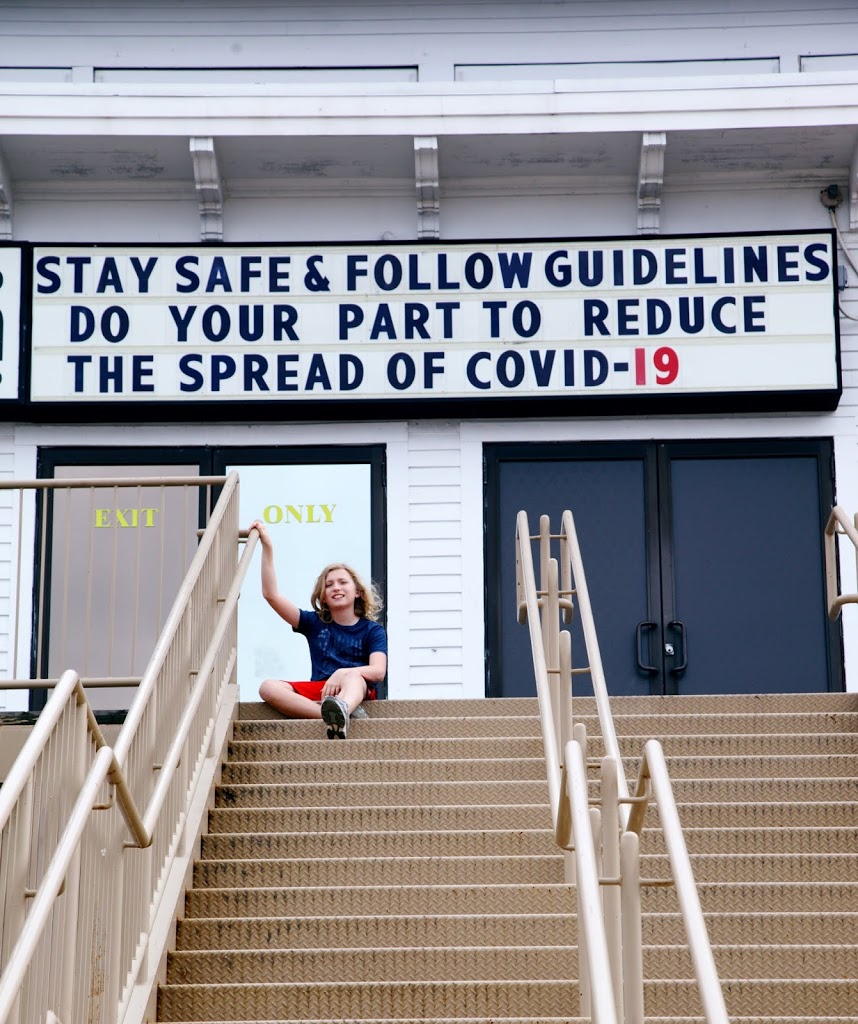 STAY SAFE & FOLLOW GUIDELINES
DO YOUR PART TO REDUCE
THE SPREAD OF COVID-19
EXIT ONLY